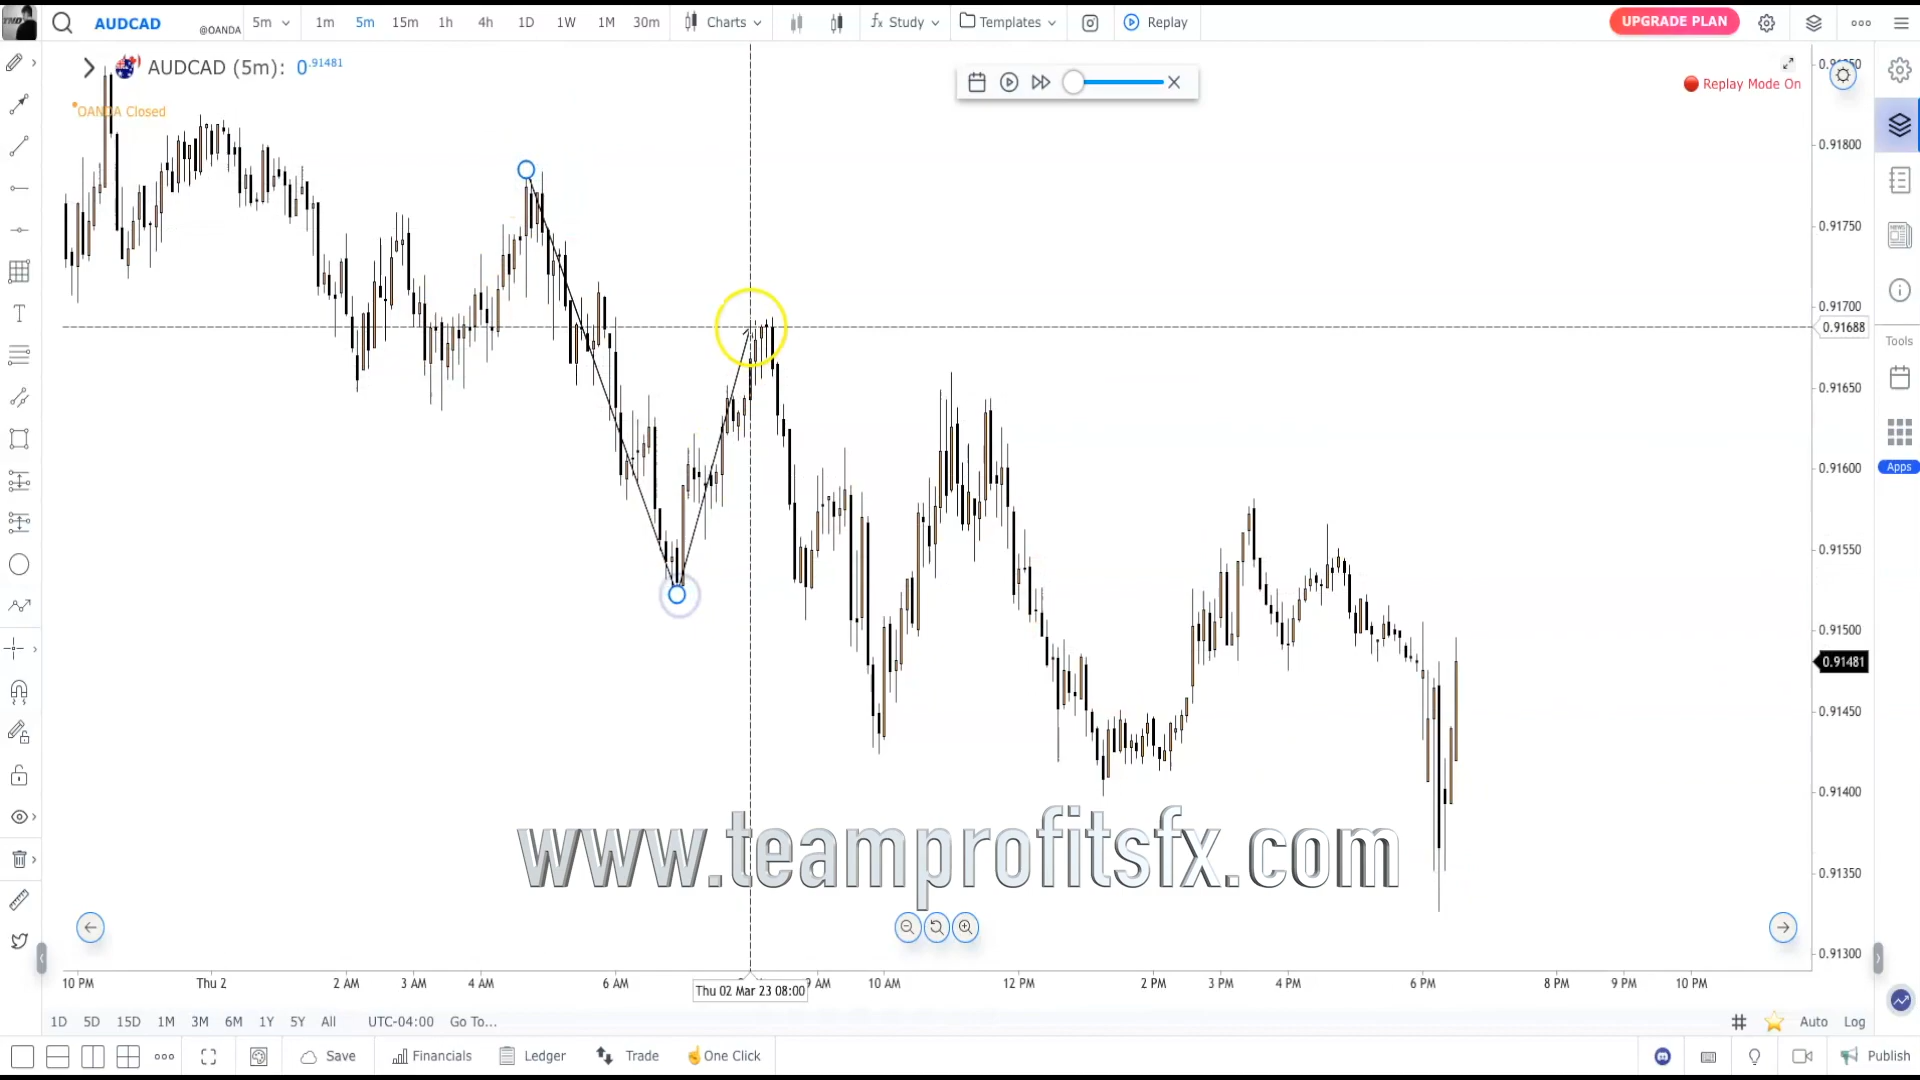 AUDCAD
@OANDA
5m
1m
5m
15m
1h
4h
1D
1W
1M
30m
Charts
fx Study
Templates
Replay
UPGRADE PLAN
AUDCAD (5m): 0.91481
OANDA Closed
Replay Mode On
0.91800
0.91750
0.91700
0.91688
0.91650
0.91600
0.91550
0.91500
0.91481
0.91450
0.91400
0.91350
0.91300
NEWS
Tools
Apps
www.teamprofitsfx.com
10 PM
Thu 2
2 AM
3 AM
4 AM
6 AM
Thu 02 Mar 23 08:00
9 AM
10 AM
12 PM
2 PM
3 PM
4 PM
6 PM
8 PM
9 PM
10 PM
1D
5D
15D
1M
3M
6M
1Y
5Y
All
UTC-04:00
Go To...
Auto
Log
Save
Financials
Ledger
Trade
One Click
Publish